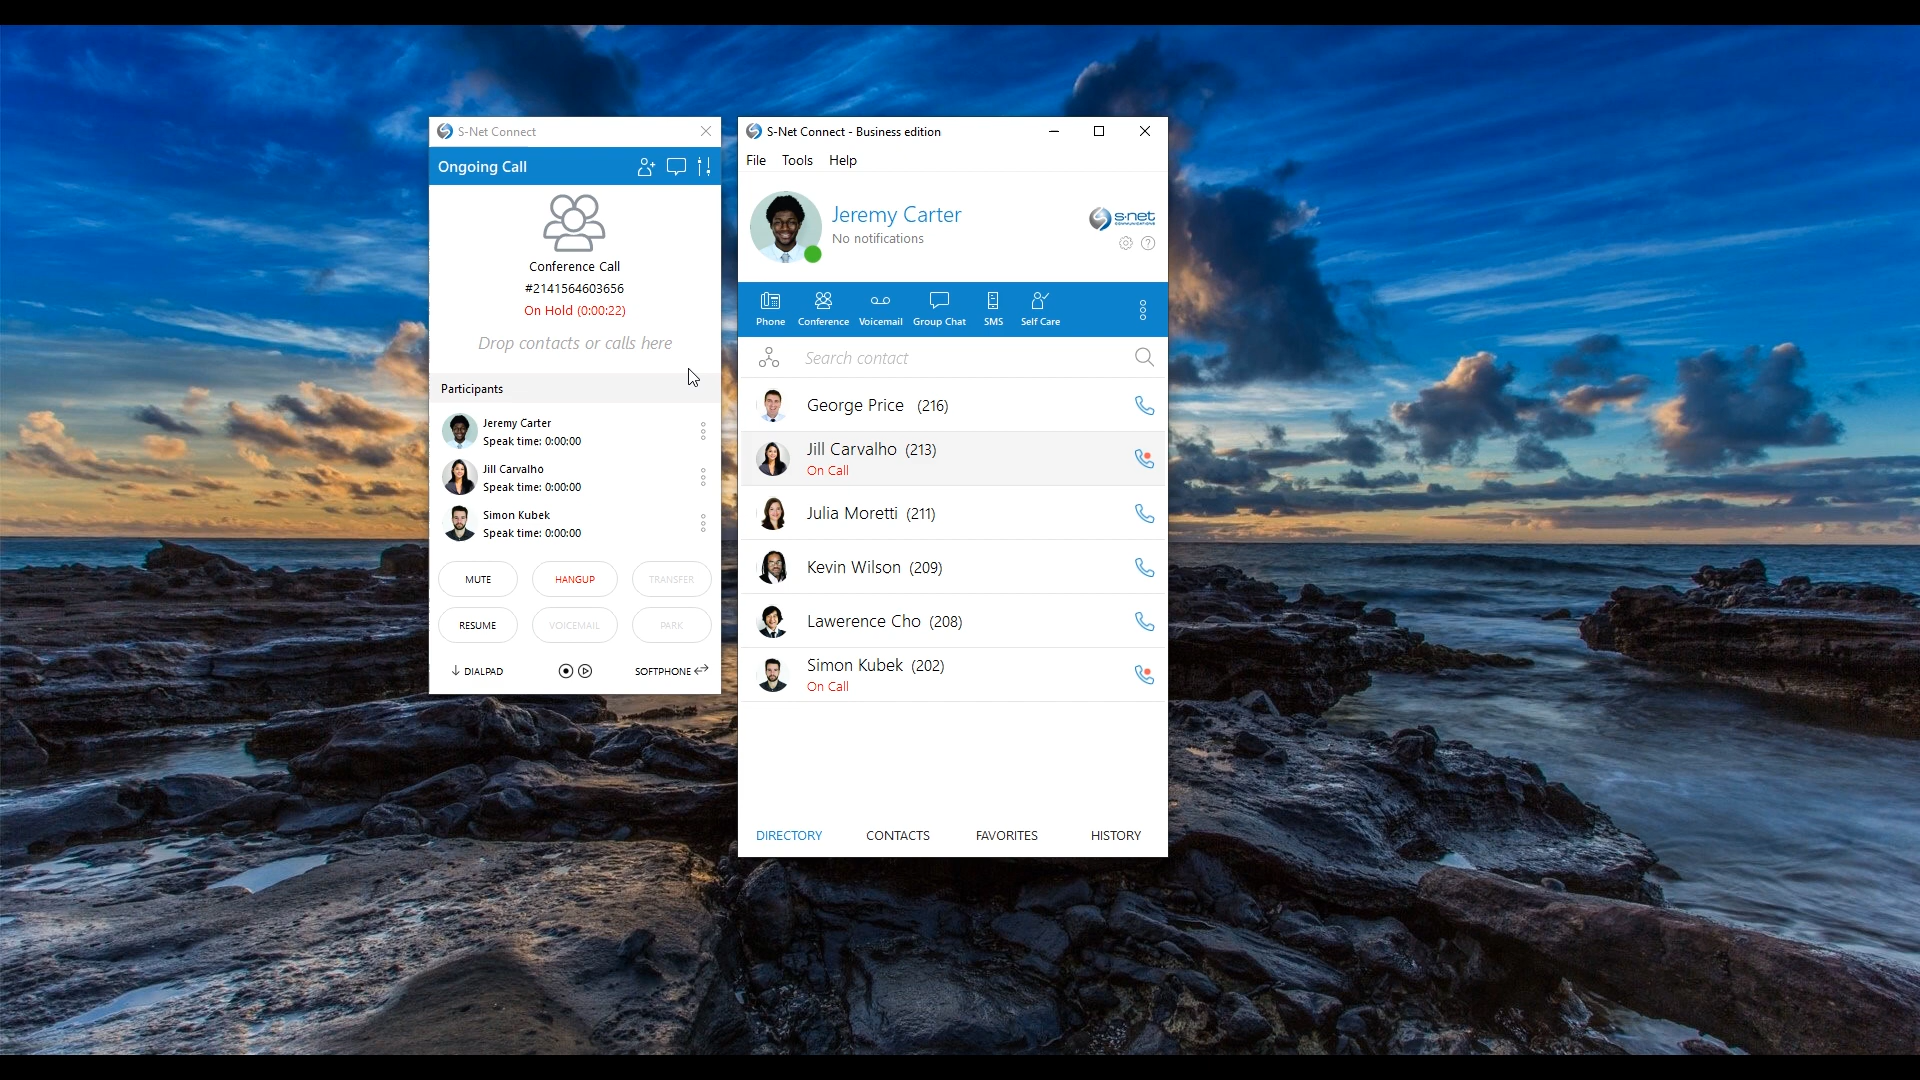 S-Net Connect
Ongoing Call
Conference Call
#2141564603656
On Hold (0:00:22)
Drop contacts or calls here
Participants
Jeremy Carter
Speak time: 0:00:00
Jill Carvalho
Speak time: 0:00:00
Simon Kubek
Speak time: 0:00:00
MUTE HANGUP TRANSFER
RESUME VOICEMAIL PARK
DIALPAD SOFTPHONE
S-Net Connect - Business edition
File Tools Help
Jeremy Carter
No notifications
s·net
COMMUNICATIONS
Phone Conference Voicemail Group Chat SMS Self Care
Search contact
George Price (216)
Jill Carvalho (213)
On Call
Julia Moretti (211)
Kevin Wilson (209)
Lawerence Cho (208)
Simon Kubek (202)
On Call
DIRECTORY CONTACTS FAVORITES HISTORY